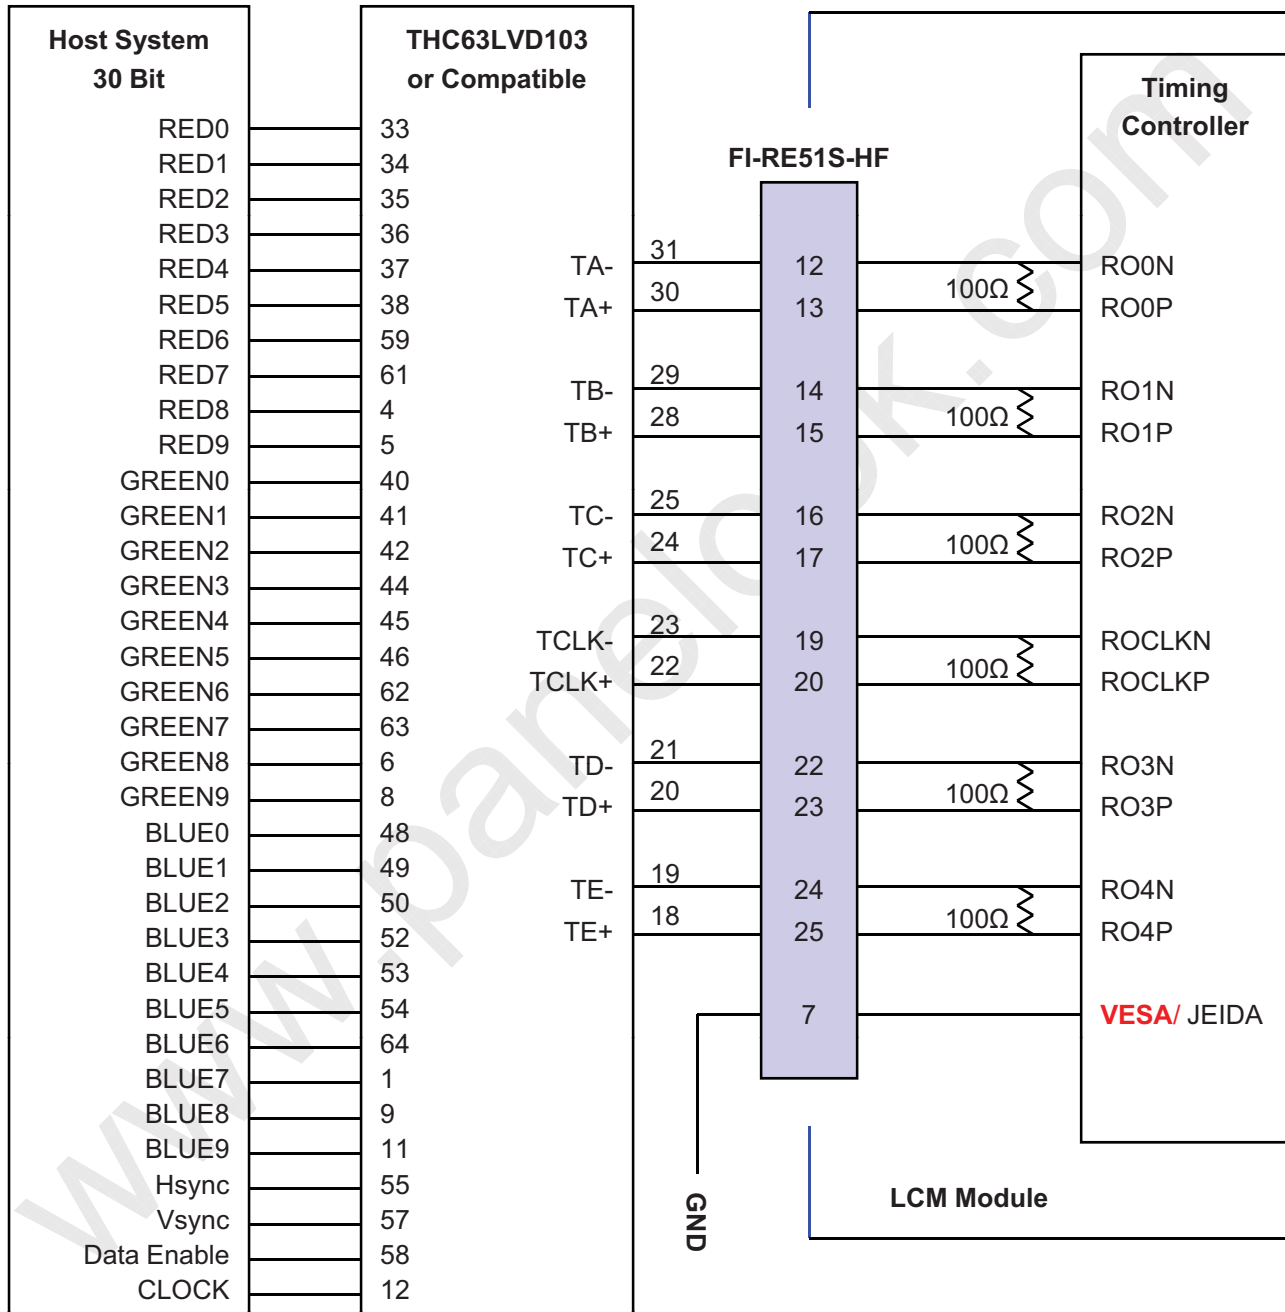 Host System
30 Bit
RED0
RED1
RED2
RED3
RED4
RED5
RED6
RED7
RED8
RED9
GREEN0
GREEN1
GREEN2
GREEN3
GREEN4
GREEN5
GREEN6
GREEN7
GREEN8
GREEN9
BLUE0
BLUE1
BLUE2
BLUE3
BLUE4
BLUE5
BLUE6
BLUE7
BLUE8
BLUE9
Hsync
Vsync
Data Enable
CLOCK
THC63LVD103
or Compatible
33
34
35
36
37
38
59
61
4
5
40
41
42
44
45
46
62
63
6
8
48
49
50
52
53
54
64
1
9
11
55
57
58
12
TA-
TA+
TB-
TB+
TC-
TC+
TCLK-
TCLK+
TD-
TD+
TE-
TE+
31
30
29
28
25
24
23
22
21
20
19
18
FI-RE51S-HF
12
13
14
15
16
17
19
20
22
23
24
25
7
GND
100Ω
100Ω
100Ω
100Ω
100Ω
100Ω
Timing
Controller
RO0N
RO0P
RO1N
RO1P
RO2N
RO2P
ROCLKN
ROCLKP
RO3N
RO3P
RO4N
RO4P
VESA/ JEIDA
LCM Module
www.panelook.com